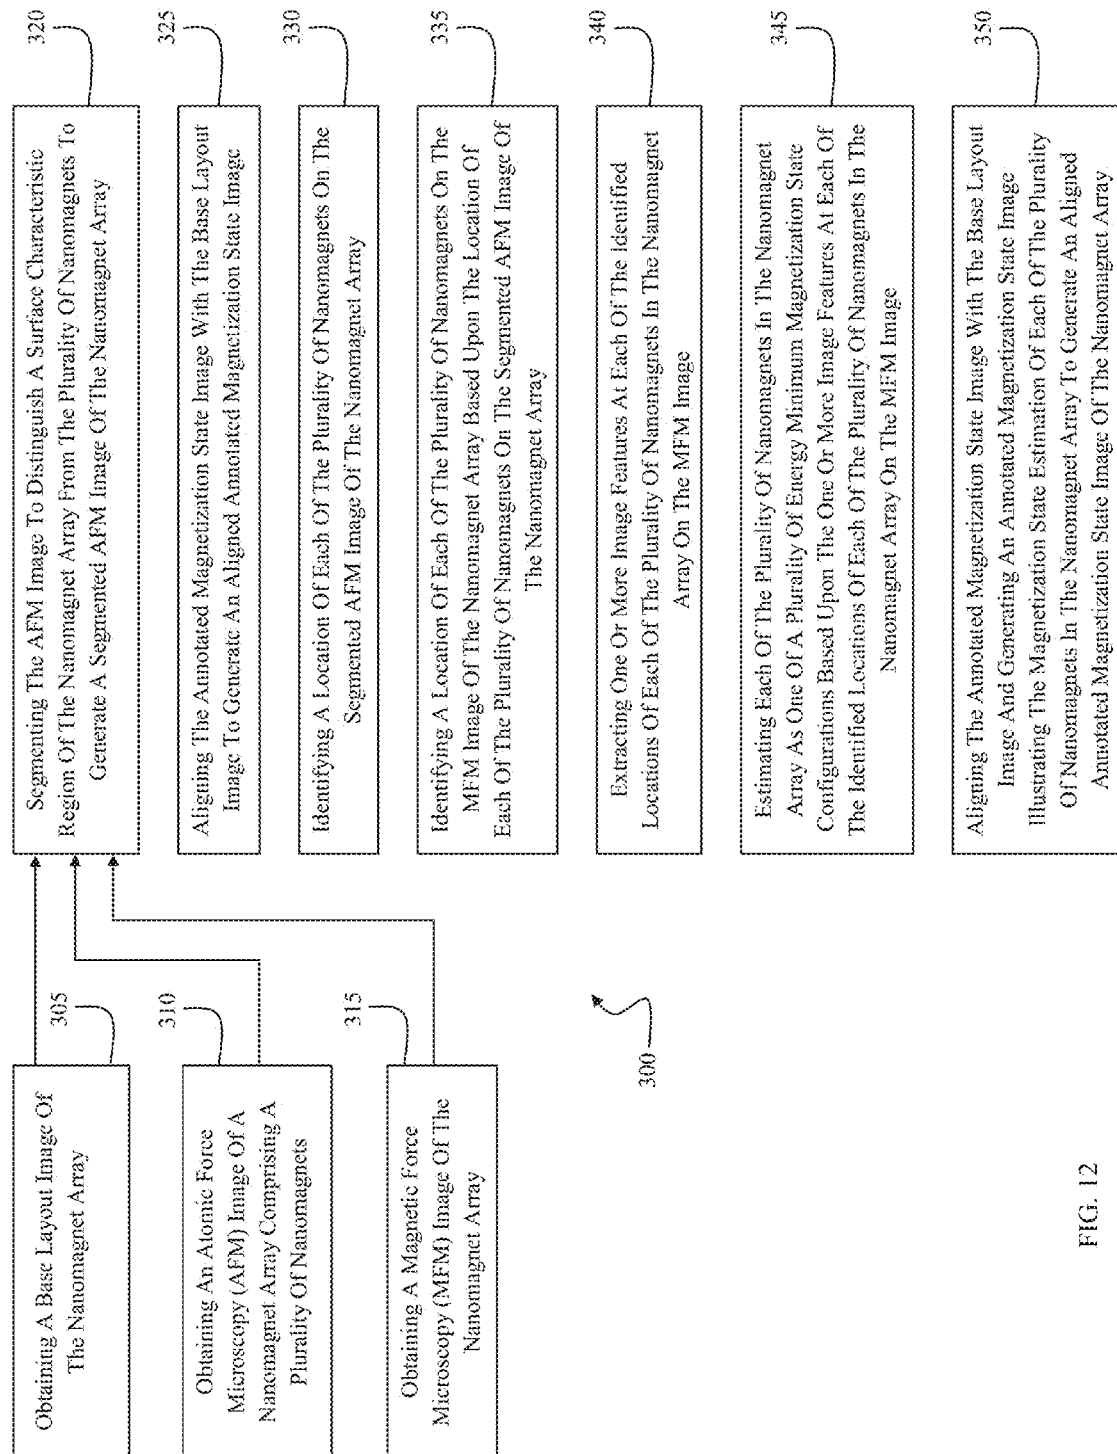 Obtaining A Base Layout Image Of
The Nanomagnet Array
305
Obtaining An Atomic Force
Microscopy (AFM) Image Of A
Nanomagnet Array Comprising A
Plurality Of Nanomagnets
310
Obtaining A Magnetic Force
Microscopy (MFM) Image Of The
Nanomagnet Array
315
300
Segmenting The AFM Image To Distinguish A Surface Characteristic
Region Of The Nanomagnet Array From The Plurality Of Nanomagnets To
Generate A Segmented AFM Image Of The Nanomagnet Array
320
Aligning The Annotated Magnetization State Image With The Base Layout
Image To Generate An Aligned Annotated Magnetization State Image
325
Identifying A Location Of Each Of The Plurality Of Nanomagnets On The
Segmented AFM Image Of The Nanomagnet Array
330
Identifying A Location Of Each Of The Plurality Of Nanomagnets On The
MFM Image Of The Nanomagnet Array Based Upon The Location Of
Each Of The Plurality Of Nanomagnets On The Segmented AFM Image Of
The Nanomagnet Array
335
Extracting One Or More Image Features At Each Of The Identified
Locations Of Each Of The Plurality Of Nanomagnets In The Nanomagnet
Array On The MFM Image
340
Estimating Each Of The Plurality Of Nanomagnets In The Nanomagnet
Array As One Of A Plurality Of Energy Minimum Magnetization State
Configurations Based Upon The One Or More Image Features At Each Of
The Identified Locations Of Each Of The Plurality Of Nanomagnets In The
Nanomagnet Array On The MFM Image
345
Aligning The Annotated Magnetization State Image With The Base Layout
Image And Generating An Annotated Magnetization State Image
Illustrating The Magnetization State Estimation Of Each Of The Plurality
Of Nanomagnets In The Nanomagnet Array To Generate An Aligned
Annotated Magnetization State Image Of The Nanomagnet Array
350
FIG. 12